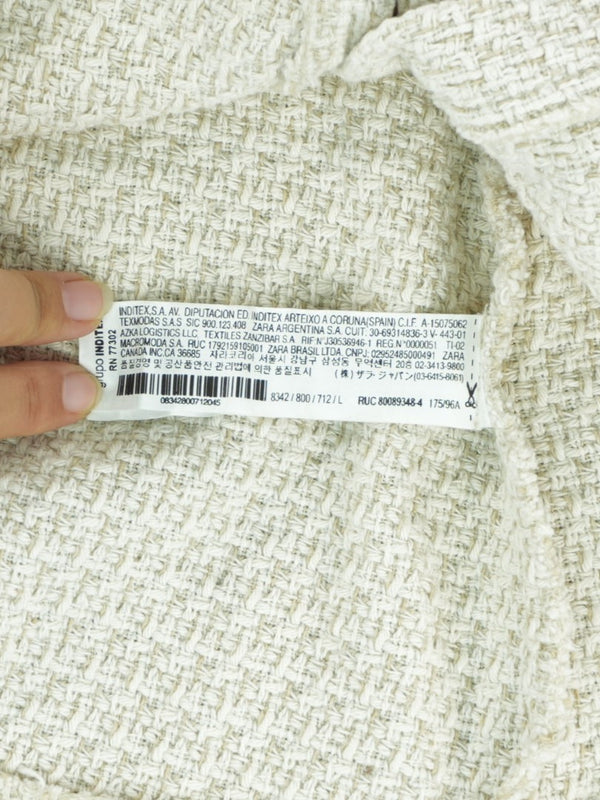 INDITEX,S.A. AV. DIPUTACION ED. INDITEX ARTEIXO A CORUNA(SPAIN) C.I.F. A-15075062
TEXMODAS S.A.S SIC 900.123.408 ZARA ARGENTINA S.A. CUIT. 30-69314836-3 V- 443-01
AZKA LOGISTICS LLC TEXTILES ZANZIBAR S.A RIF Nº J30536946-1 REG.Nº0000051 TI-02
MACROMODA S.A. RUC 1792159105001 ZARA BRASIL LTDA, CNPJ: 02952485000491 ZARA
CANADA INC.CA 36685 자라코리아 서울시 강남구 삼성동 무역센터 20층 02-3413-9800
품질경영 및 공산품안전 관리법에 의한 품질표시 (株) ザラ・ジャパン(03-6415-8061)
08342800712045
8342 / 800 / 712 / L RUC 80089348-4 175/96A
INDITEX
RN 77302